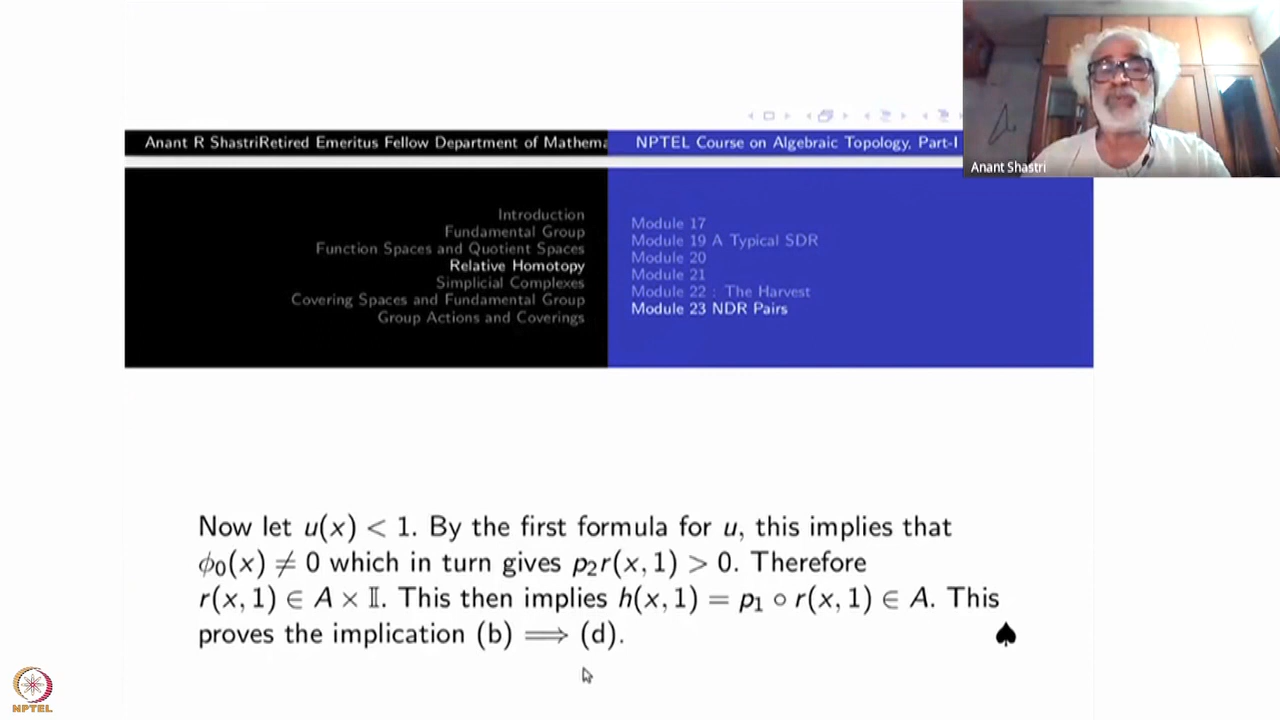 Anant R ShastriRetired Emeritus Fellow Department of Mathema
NPTEL Course on Algebraic Topology, Part-I
Anant Shastri
Introduction
Fundamental Group
Function Spaces and Quotient Spaces
Relative Homotopy
Simplicial Complexes
Covering Spaces and Fundamental Group
Group Actions and Coverings
Module 17
Module 19 A Typical SDR
Module 20
Module 21
Module 22 : The Harvest
Module 23 NDR Pairs
Now let u(x) < 1. By the first formula for u, this implies that
ϕ₀(x) ≠ 0 which in turn gives p₂r(x, 1) > 0. Therefore
r(x, 1) ∈ A × 𝕀. This then implies h(x, 1) = p₁ ∘ r(x, 1) ∈ A. This
proves the implication (b) ⟹ (d). ♠
NPTEL